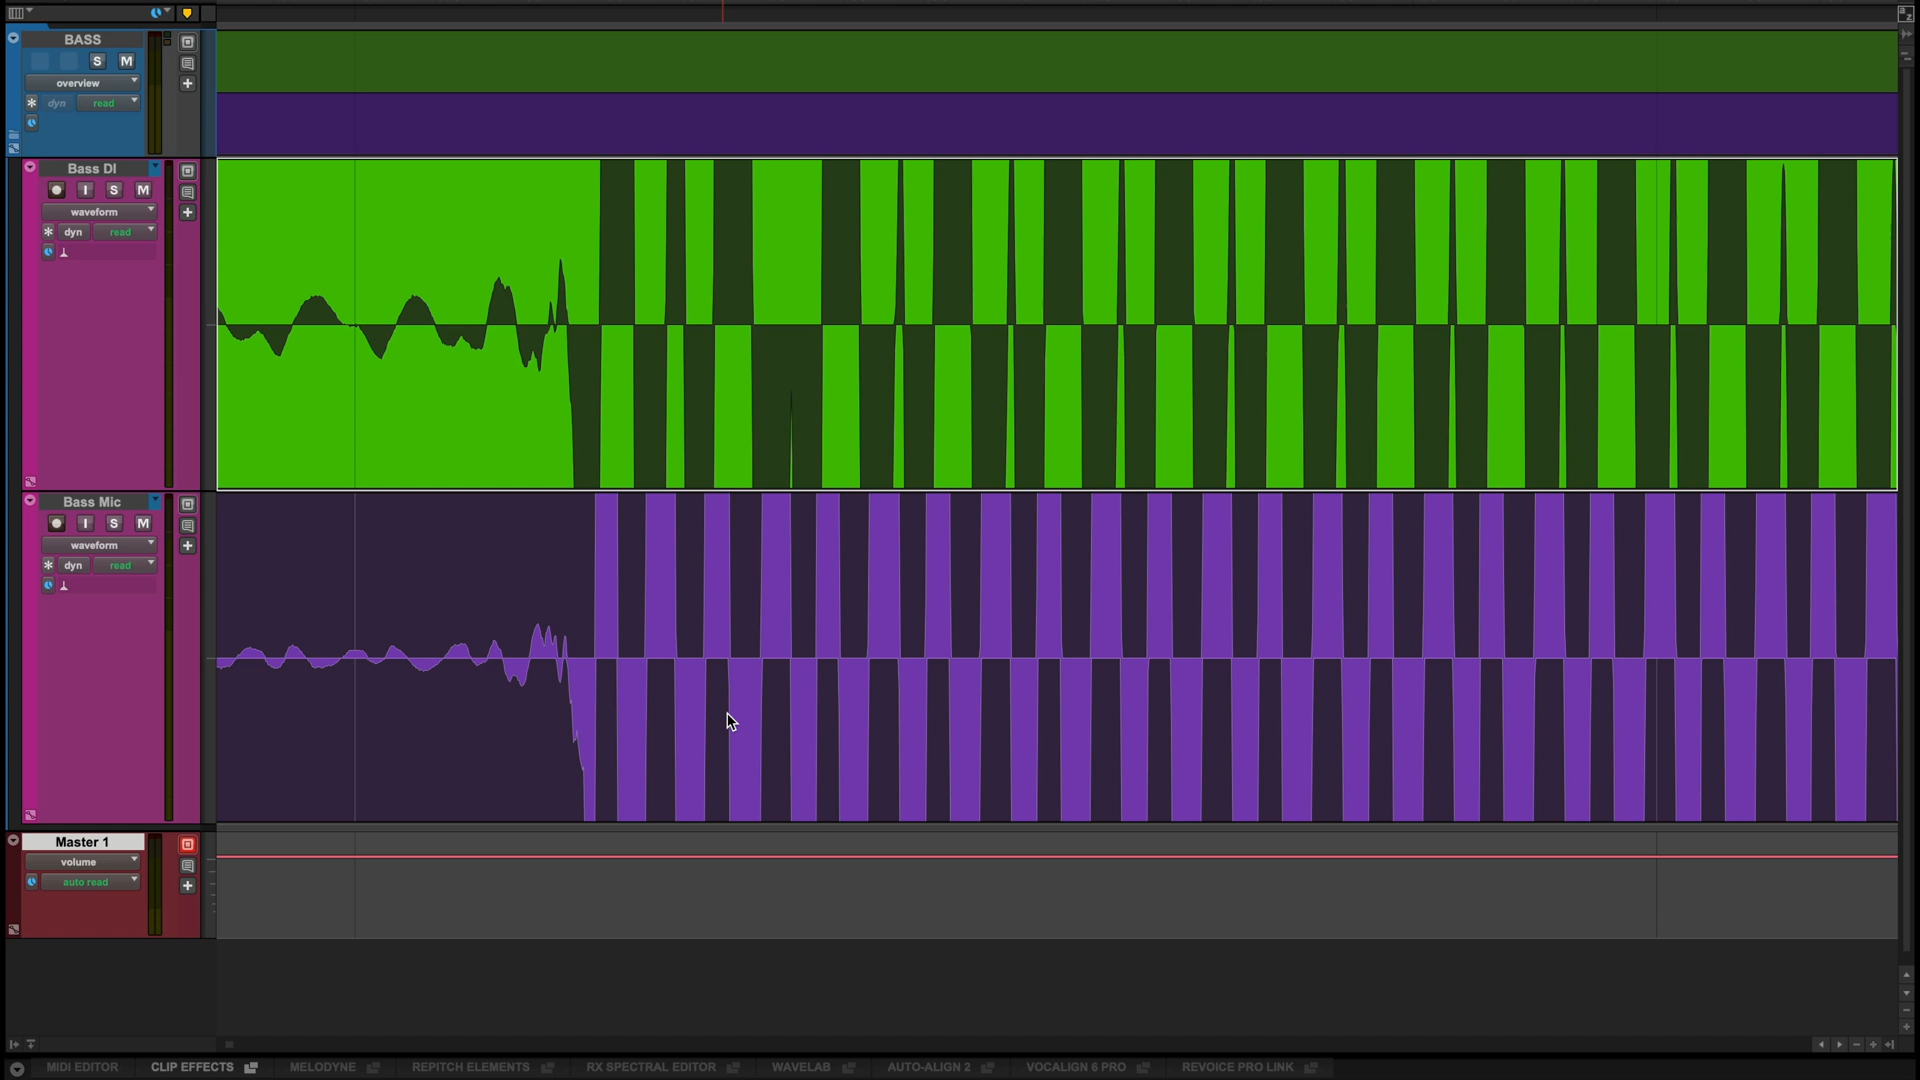 BASS
S M
overview
dyn read
Bass DI
I S M
waveform
dyn read
Bass Mic
I S M
waveform
dyn read
Master 1
volume
auto read
MIDI EDITOR CLIP EFFECTS MELODYNE REPITCH ELEMENTS RX SPECTRAL EDITOR WAVELAB AUTO-ALIGN 2 VOCALIGN 6 PRO REVOICE PRO LINK